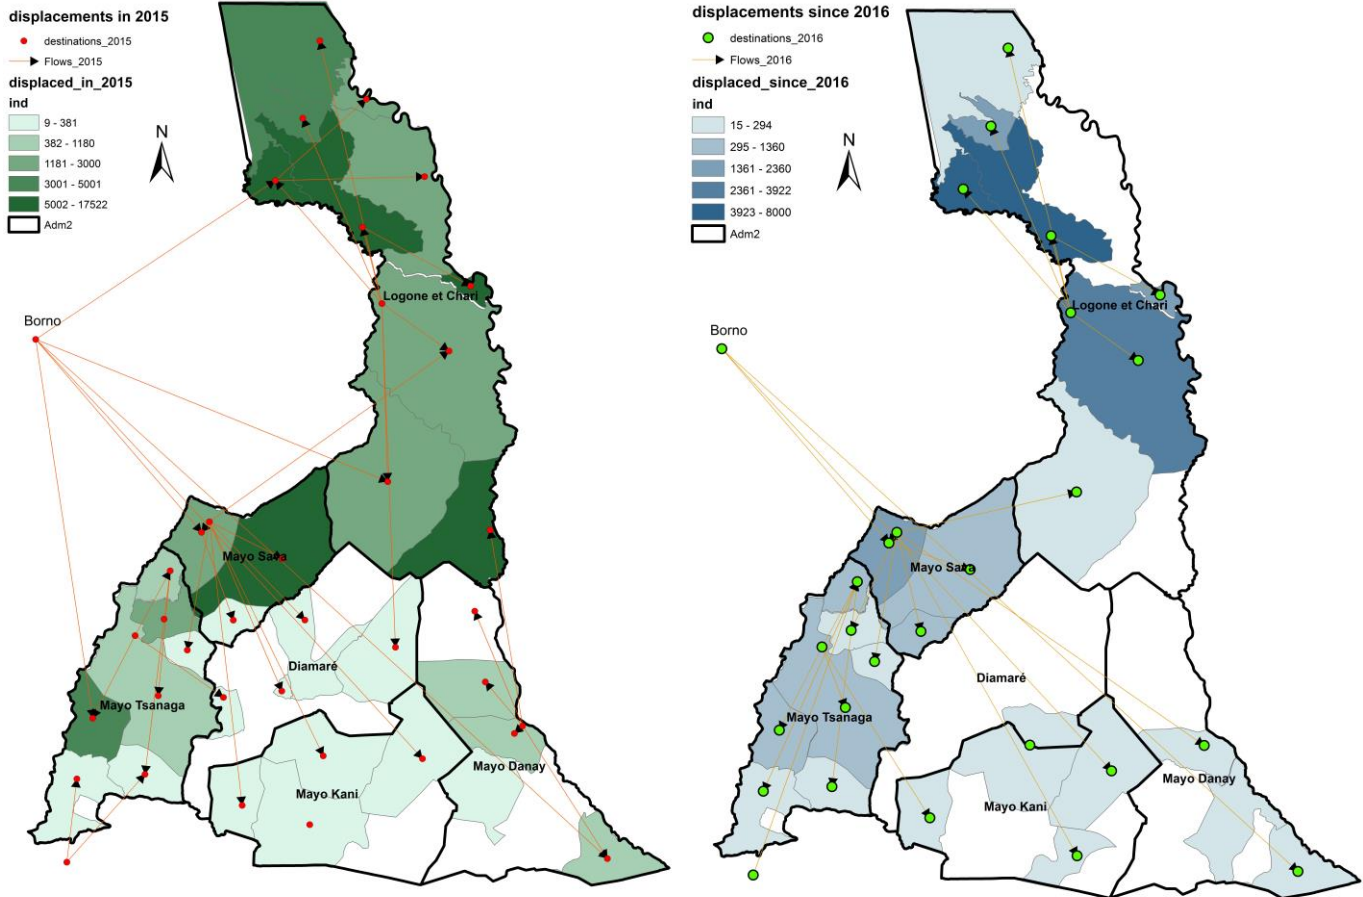 displacements in 2015
destinations_2015
Flows_2015
displaced_in_2015
ind
9 - 381
382 - 1180
1181 - 3000
3001 - 5001
5002 - 17522
Adm2
N
Borno
Logone et Chari
Mayo Sava
Diamaré
Mayo Tsanaga
Mayo Danay
Mayo Kani
displacements since 2016
destinations_2016
Flows_2016
displaced_since_2016
ind
15 - 294
295 - 1360
1361 - 2360
2361 - 3922
3923 - 8000
Adm2
N
Borno
Logone et Chari
Mayo Sava
Diamaré
Mayo Tsanaga
Mayo Danay
Mayo Kani